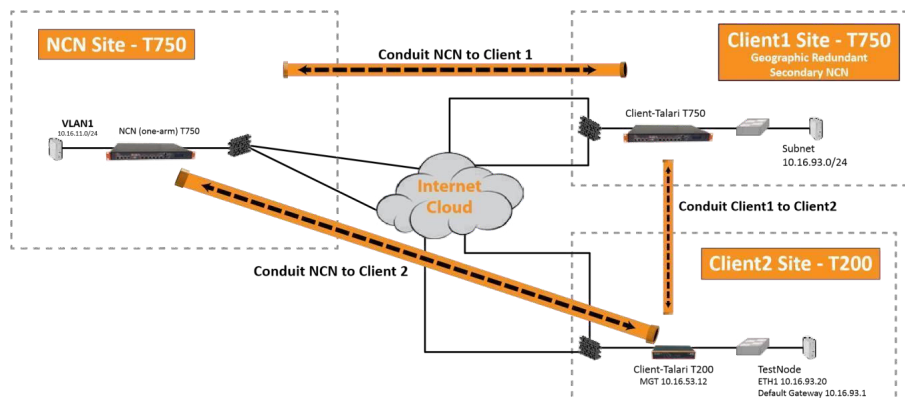 NCN Site - T750
Conduit NCN to Client 1
Client1 Site - T750
Geographic Redundant
Secondary NCN
VLAN1
10.16.11.0/24
NCN (one-arm) T750
Client-Talari T750
Subnet
10.16.93.0/24
Internet
Cloud
Conduit Client1 to Client2
Conduit NCN to Client 2
Client2 Site - T200
Client-Talari T200
MGT 10.16.53.12
TestNode
ETH1 10.16.93.20
Default Gateway 10.16.93.1